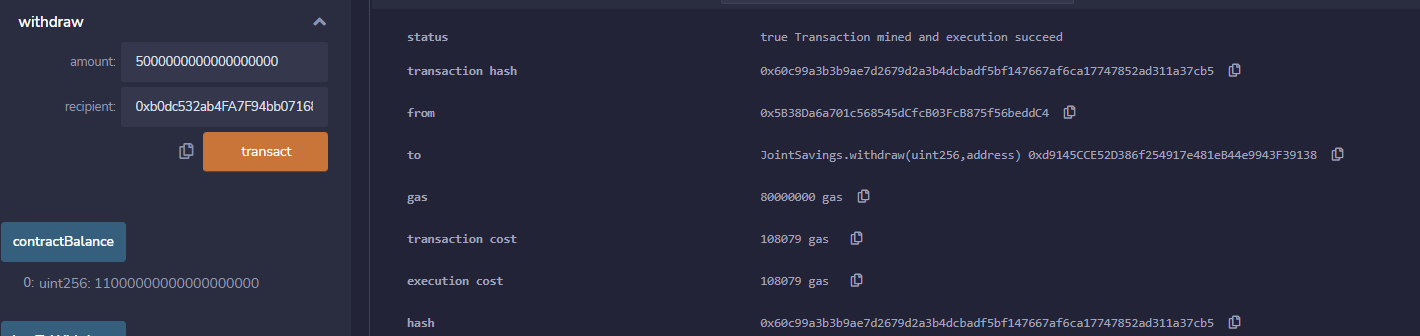 withdraw
amount: 5000000000000000000
recipient: 0xb0dc532ab4FA7F94bb07168
transact
contractBalance
0: uint256: 11000000000000000000
status true Transaction mined and execution succeed
transaction hash 0x60c99a3b3b9ae7d2679d2a3b4dcbadf5bf147667af6ca17747852ad311a37cb5
from 0x5B38Da6a701c568545dCfcB03FcB875f56beddC4
to JointSavings.withdraw(uint256,address) 0xd9145CCE52D386f254917e481eB44e9943F39138
gas 80000000 gas
transaction cost 108079 gas
execution cost 108079 gas
hash 0x60c99a3b3b9ae7d2679d2a3b4dcbadf5bf147667af6ca17747852ad311a37cb5